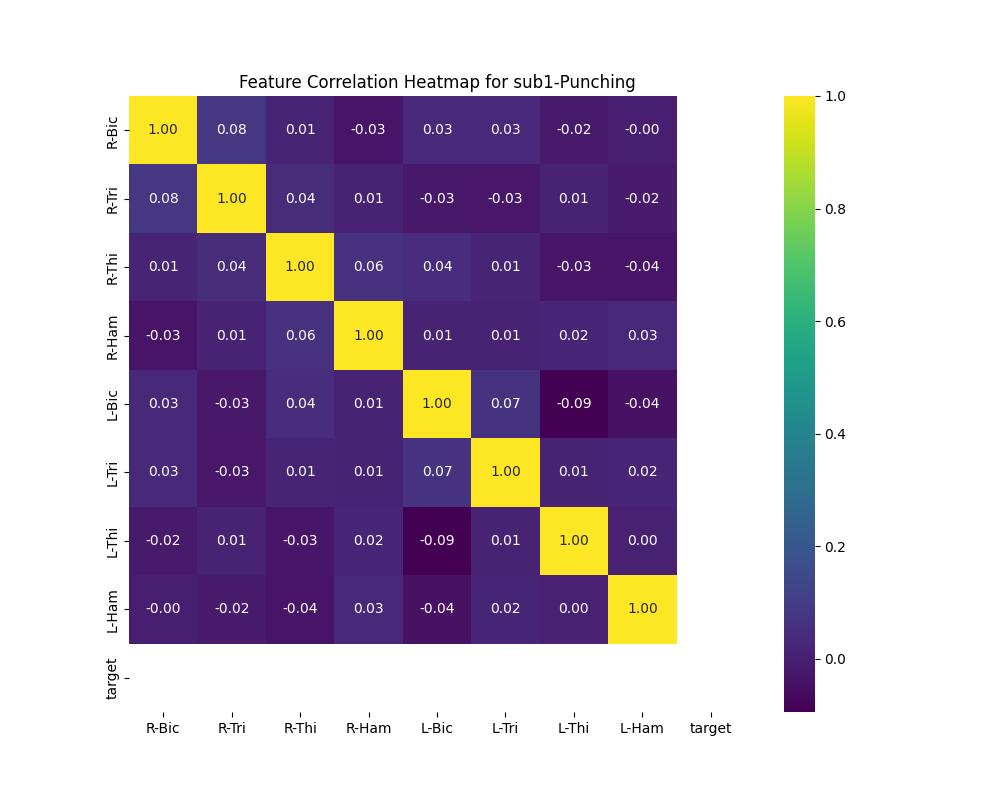 Feature Correlation Heatmap for sub1-Punching
R-Bic 1.00 0.08 0.01 -0.03 0.03 0.03 -0.02 -0.00
R-Tri 0.08 1.00 0.04 0.01 -0.03 -0.03 0.01 -0.02
R-Thi 0.01 0.04 1.00 0.06 0.04 0.01 -0.03 -0.04
R-Ham -0.03 0.01 0.06 1.00 0.01 0.01 0.02 0.03
L-Bic 0.03 -0.03 0.04 0.01 1.00 0.07 -0.09 -0.04
L-Tri 0.03 -0.03 0.01 0.01 0.07 1.00 0.01 0.02
L-Thi -0.02 0.01 -0.03 0.02 -0.09 0.01 1.00 0.00
L-Ham -0.00 -0.02 -0.04 0.03 -0.04 0.02 0.00 1.00
target
R-Bic R-Tri R-Thi R-Ham L-Bic L-Tri L-Thi L-Ham target
1.0
0.8
0.6
0.4
0.2
0.0